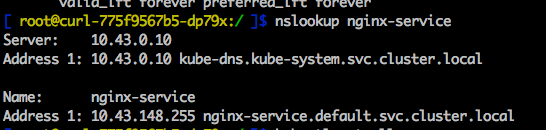 valid_lft forever preferred_lft forever
[ root@curl-775f9567b5-dp79x:/ ]$ nslookup nginx-service
Server:    10.43.0.10
Address 1: 10.43.0.10 kube-dns.kube-system.svc.cluster.local
Name:      nginx-service
Address 1: 10.43.148.255 nginx-service.default.svc.cluster.local